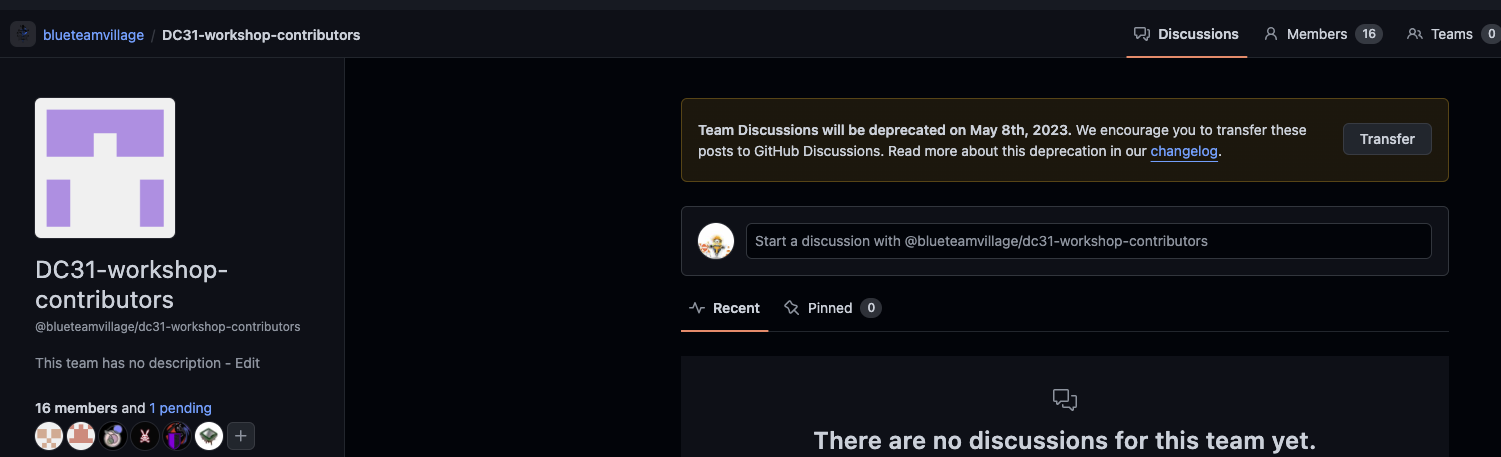 blueteamvillage / DC31-workshop-contributors
Discussions
Members 16
Teams 0
DC31-workshop-
contributors
@blueteamvillage/dc31-workshop-contributors
This team has no description - Edit
16 members and 1 pending
Team Discussions will be deprecated on May 8th, 2023. We encourage you to transfer these
posts to GitHub Discussions. Read more about this deprecation in our changelog.
Transfer
Start a discussion with @blueteamvillage/dc31-workshop-contributors
Recent
Pinned 0
There are no discussions for this team yet.